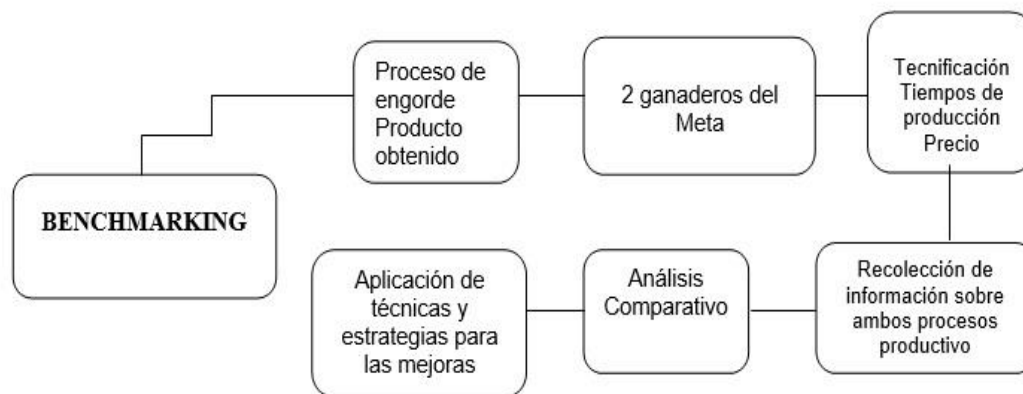 BENCHMARKING
Proceso de
engorde
Producto
obtenido
2 ganaderos del
Meta
Tecnificación
Tiempos de
producción
Precio
Recolección de
información sobre
ambos procesos
productivo
Análisis
Comparativo
Aplicación de
técnicas y
estrategias para
las mejoras